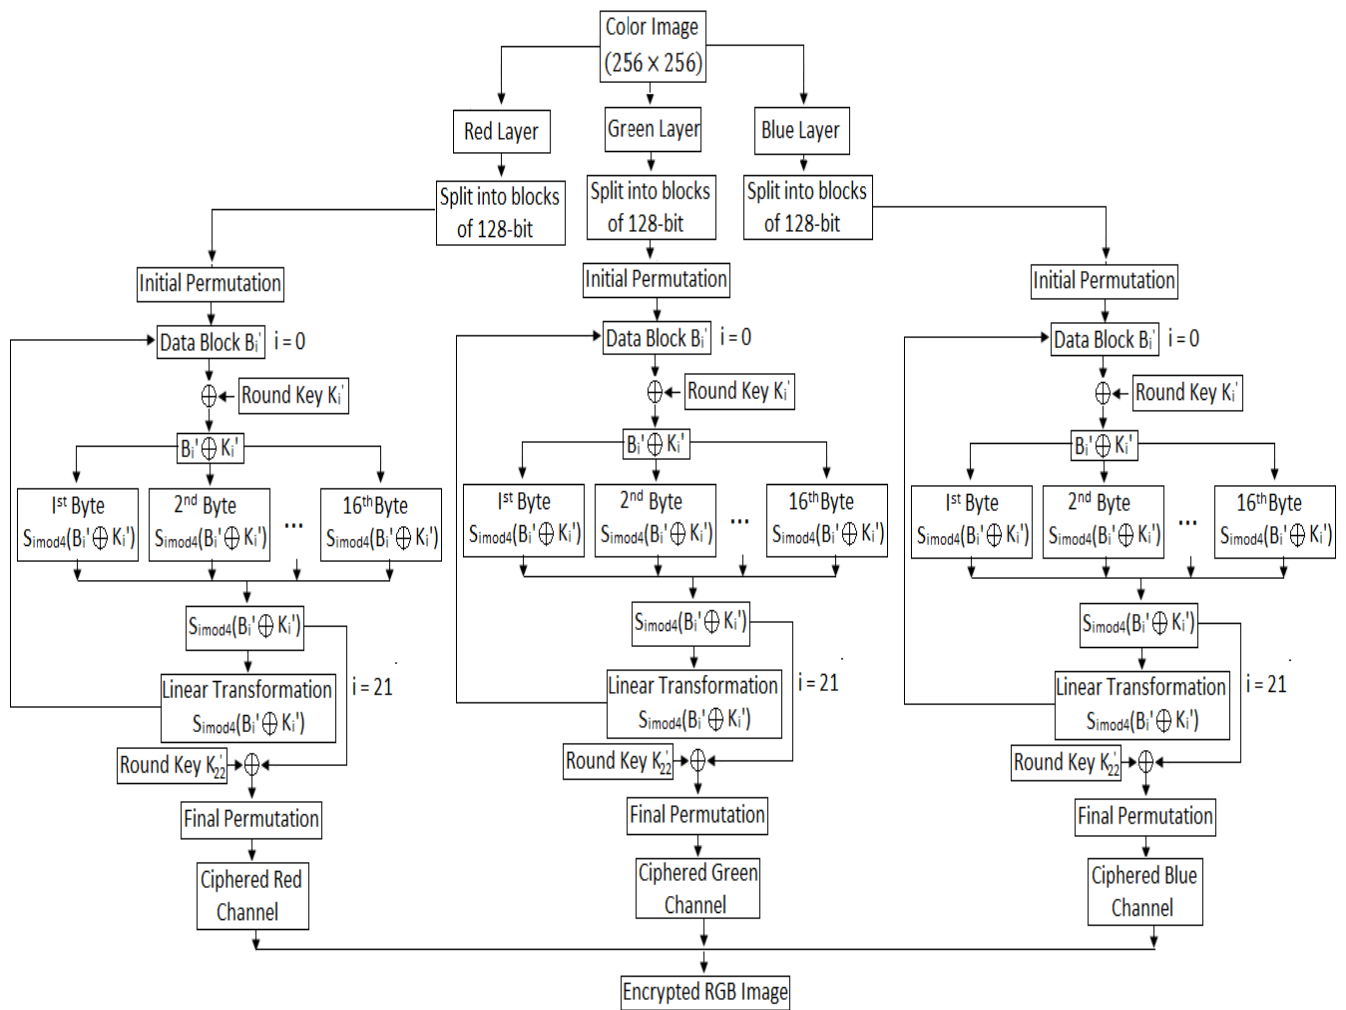 Color Image
(256 × 256)
Red Layer
Green Layer
Blue Layer
Split into blocks
of 128-bit
Split into blocks
of 128-bit
Split into blocks
of 128-bit
Initial Permutation
Initial Permutation
Initial Permutation
Data Block Bi' i = 0
Data Block Bi' i = 0
Data Block Bi' i = 0
Round Key Ki'
Round Key Ki'
Round Key Ki'
Bi' ⊕ Ki'
Bi' ⊕ Ki'
Bi' ⊕ Ki'
Ist Byte
Simod4(Bi' ⊕ Ki')
2nd Byte
Simod4(Bi' ⊕ Ki')
...
16th Byte
Simod4(Bi' ⊕ Ki')
Ist Byte
Simod4(Bi' ⊕ Ki')
2nd Byte
Simod4(Bi' ⊕ Ki')
...
16th Byte
Simod4(Bi' ⊕ Ki')
Ist Byte
Simod4(Bi' ⊕ Ki')
2nd Byte
Simod4(Bi' ⊕ Ki')
...
16th Byte
Simod4(Bi' ⊕ Ki')
Simod4(Bi' ⊕ Ki')
Simod4(Bi' ⊕ Ki')
Simod4(Bi' ⊕ Ki')
Linear Transformation
Simod4(Bi' ⊕ Ki')
i = 21
Linear Transformation
Simod4(Bi' ⊕ Ki')
i = 21
Linear Transformation
Simod4(Bi' ⊕ Ki')
i = 21
Round Key K22'
Round Key K22'
Round Key K22'
Final Permutation
Final Permutation
Final Permutation
Ciphered Red
Channel
Ciphered Green
Channel
Ciphered Blue
Channel
Encrypted RGB Image